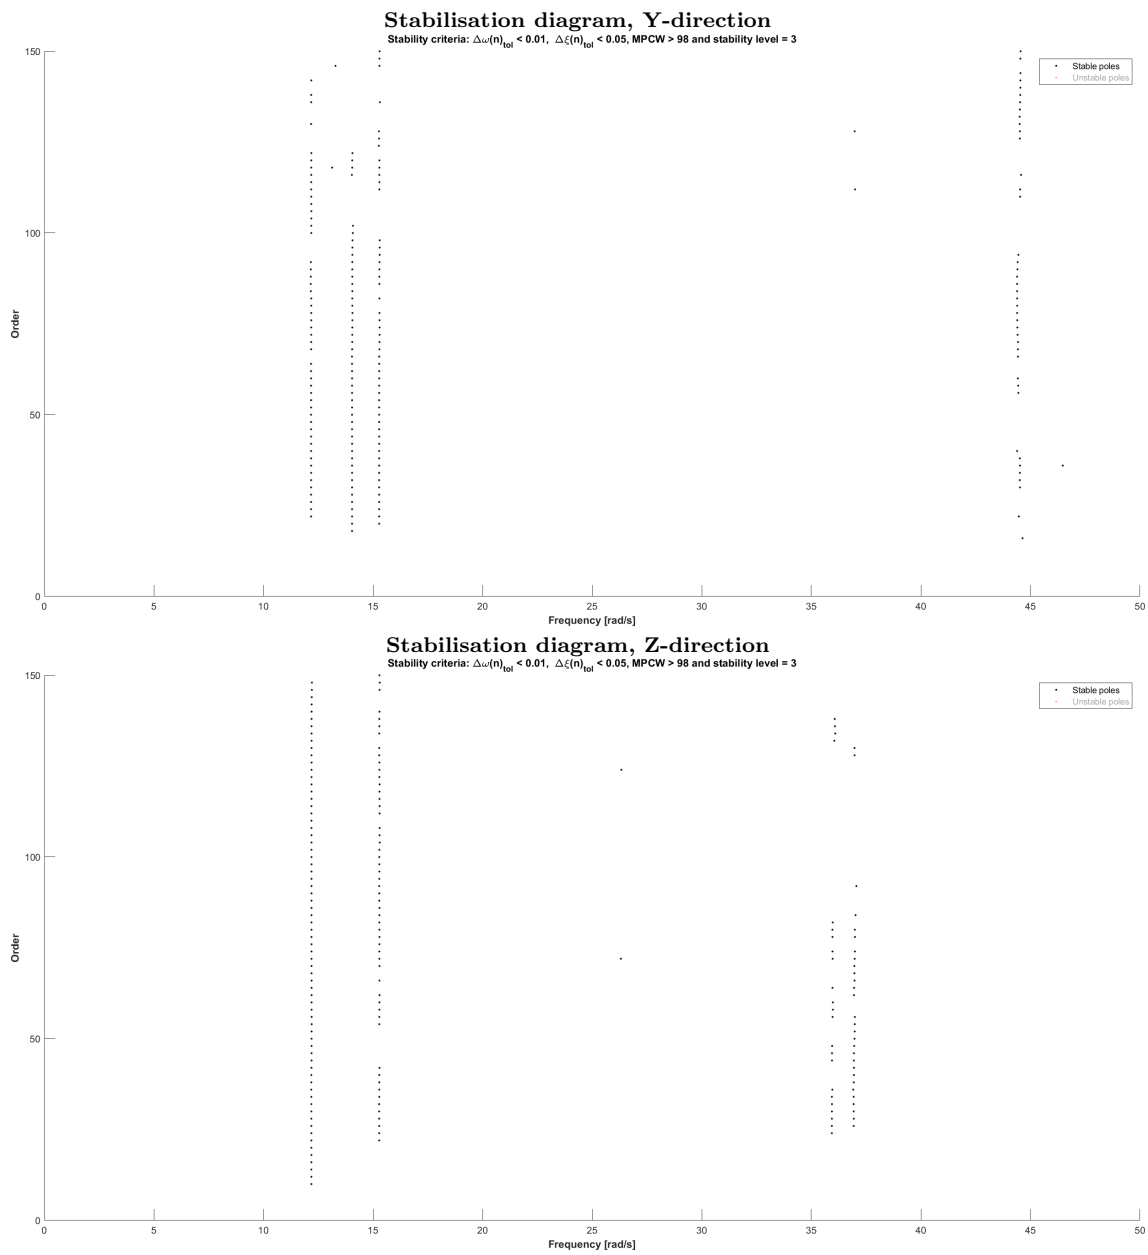 Stabilisation diagram, Y-direction
Stability criteria: Δω(n)tol < 0.01, Δξ(n)tol < 0.05, MPCW > 98 and stability level = 3
150
Stable poles
Unstable poles
100
Order
50
0
0 5 10 15 20 25 30 35 40 45 50
Frequency [rad/s]
Stabilisation diagram, Z-direction
Stability criteria: Δω(n)tol < 0.01, Δξ(n)tol < 0.05, MPCW > 98 and stability level = 3
150
Stable poles
Unstable poles
100
Order
50
0
0 5 10 15 20 25 30 35 40 45 50
Frequency [rad/s]